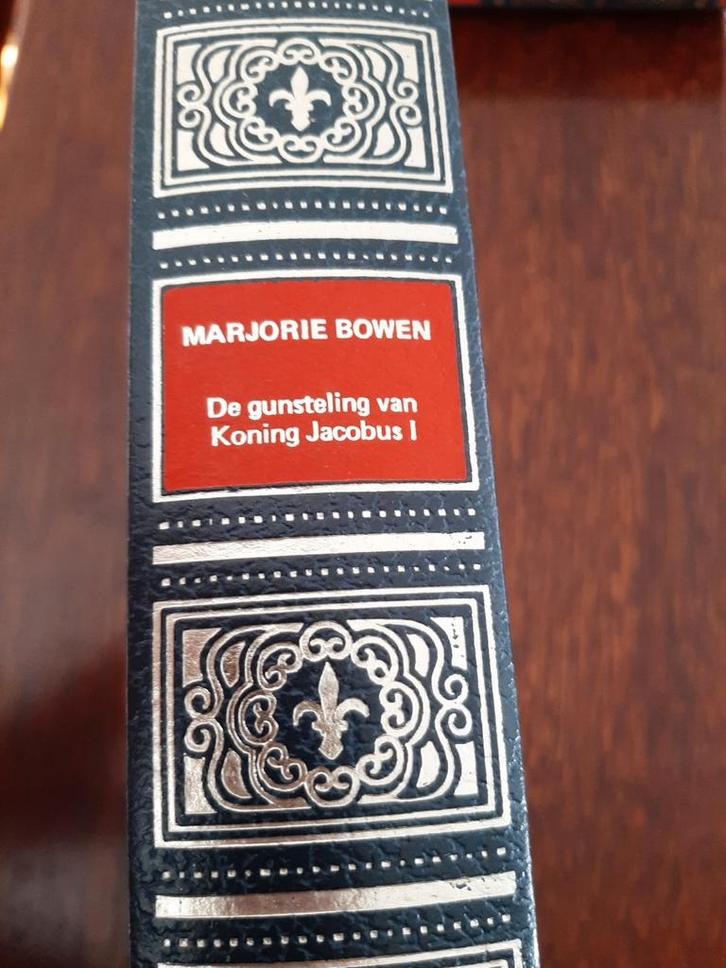 MARJORIE BOWEN
De gunsteling van
Koning Jacobus I